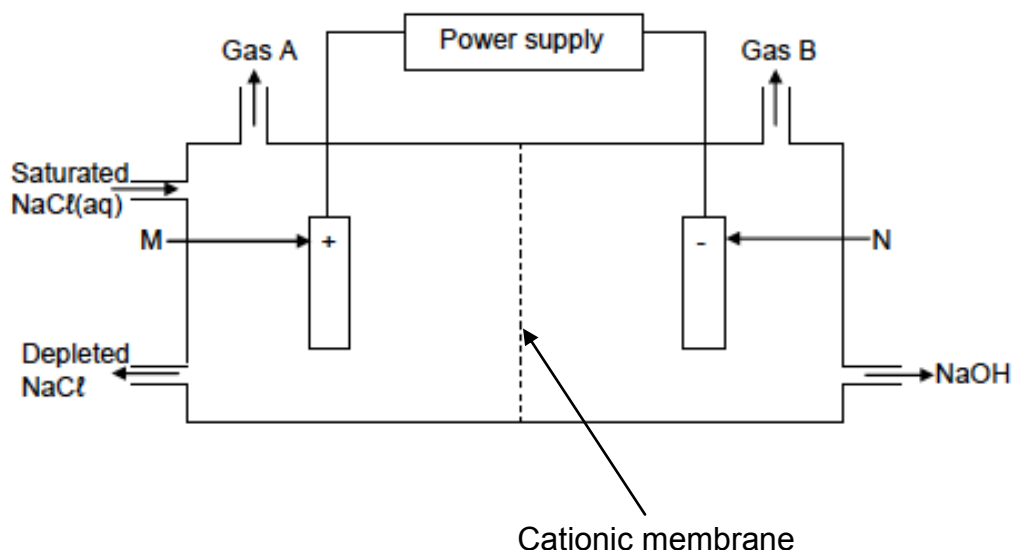 Power supply
Gas A
Gas B
Saturated
NaCℓ(aq)
M
+
-
N
Depleted
NaCℓ
NaOH
Cationic membrane